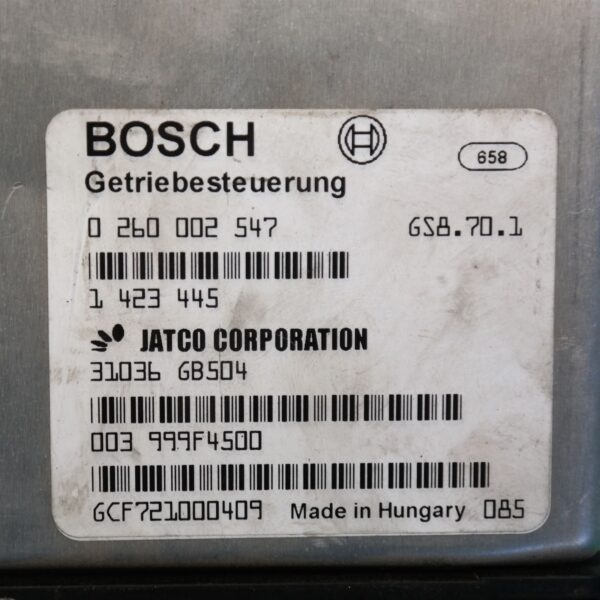 BOSCH
658
Getriebesteuerung
0 260 002 547 GS8.70.1
1 423 445
JATCO CORPORATION
31036 GB504
003 999F4500
GCF721000409 Made in Hungary 085